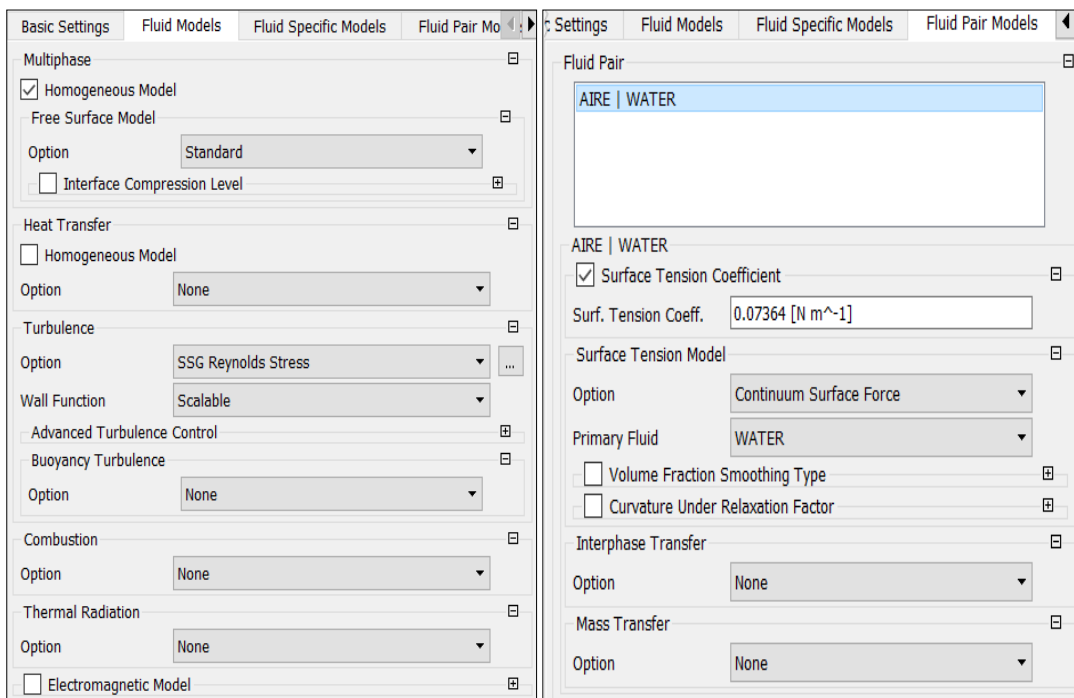 Basic Settings Fluid Models Fluid Specific Models Fluid Pair Mo
Multiphase
Homogeneous Model
Free Surface Model
Option Standard
Interface Compression Level
Heat Transfer
Homogeneous Model
Option None
Turbulence
Option SSG Reynolds Stress ...
Wall Function Scalable
Advanced Turbulence Control
Buoyancy Turbulence
Option None
Combustion
Option None
Thermal Radiation
Option None
Electromagnetic Model
Settings Fluid Models Fluid Specific Models Fluid Pair Models
Fluid Pair
AIRE | WATER
AIRE | WATER
Surface Tension Coefficient
Surf. Tension Coeff. 0.07364 [N m^-1]
Surface Tension Model
Option Continuum Surface Force
Primary Fluid WATER
Volume Fraction Smoothing Type
Curvature Under Relaxation Factor
Interphase Transfer
Option None
Mass Transfer
Option None